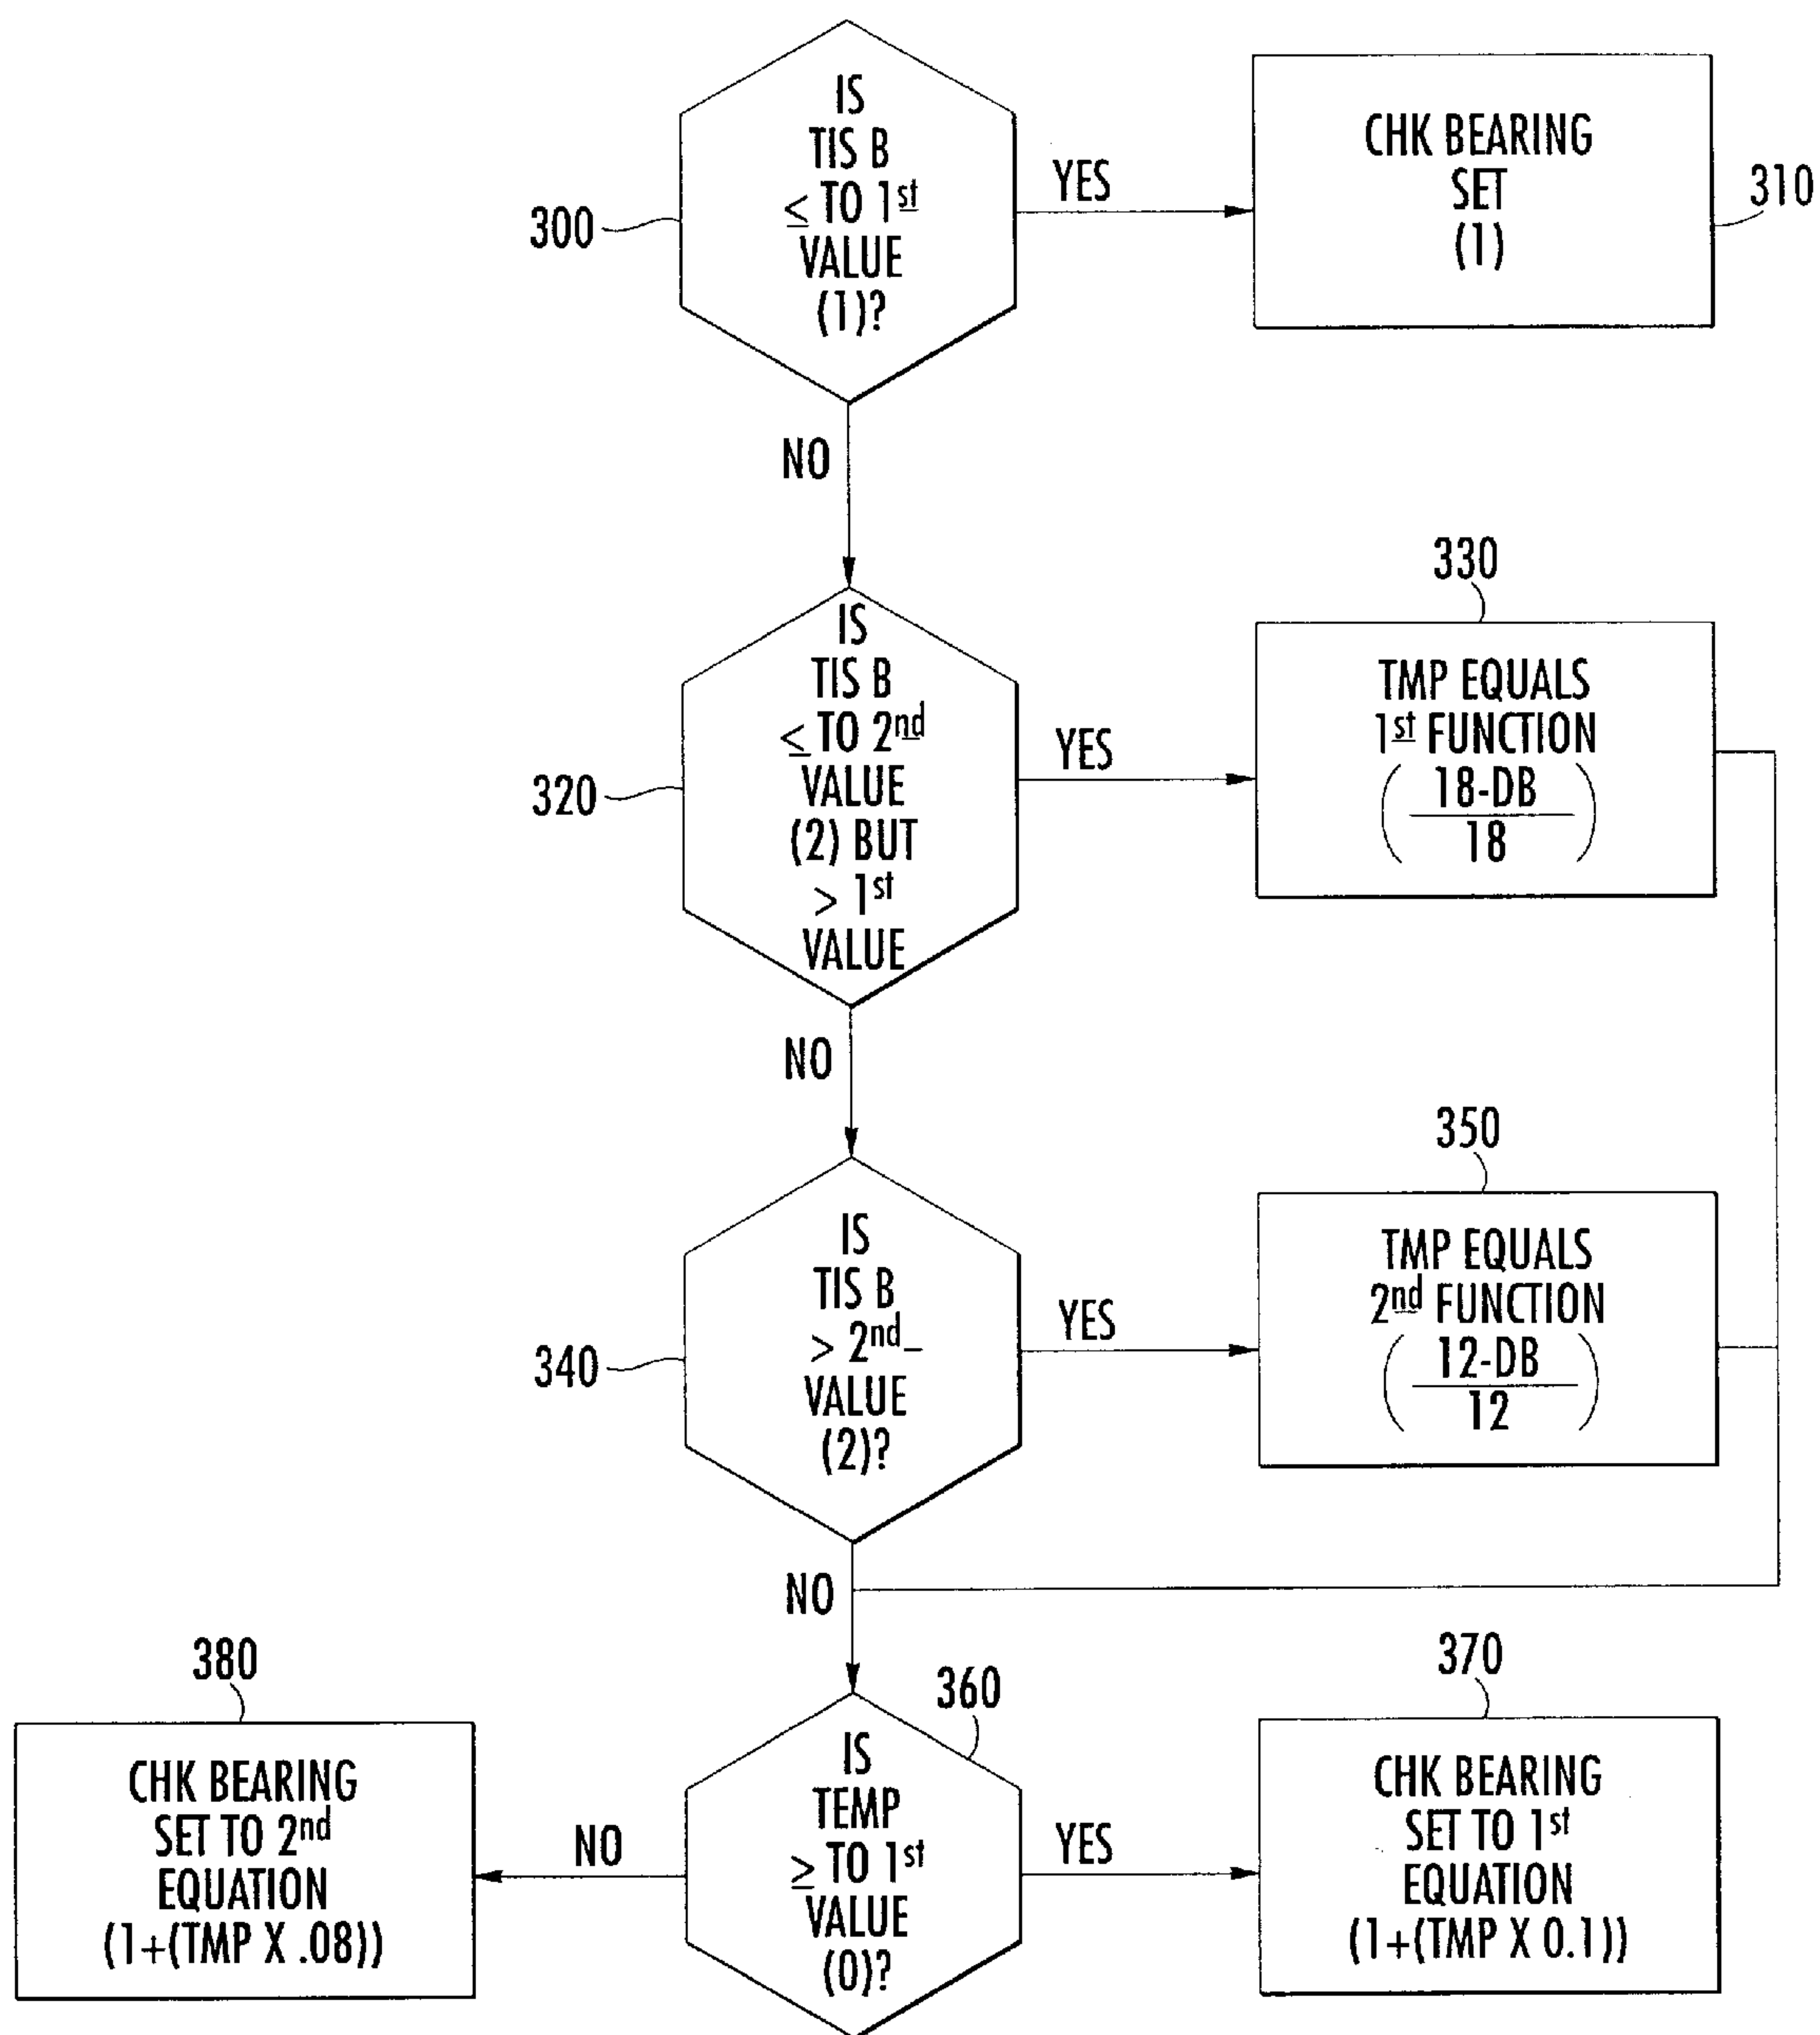 IS
TIS B
≤ TO 1st
VALUE
(1)?
300
YES
CHK BEARING
SET
(1)
310
NO
IS
TIS B
≤ TO 2nd
VALUE
(2) BUT
> 1st
VALUE
320
YES
330
TMP EQUALS
1st FUNCTION
(18-DB
18)
NO
IS
TIS B
> 2nd
VALUE
(2)?
340
YES
350
TMP EQUALS
2nd FUNCTION
(12-DB
12)
NO
360
IS
TEMP
≥ TO 1st
VALUE
(0)?
NO
380
CHK BEARING
SET TO 2nd
EQUATION
(1+(TMP X .08))
YES
370
CHK BEARING
SET TO 1st
EQUATION
(1+(TMP X 0.1))